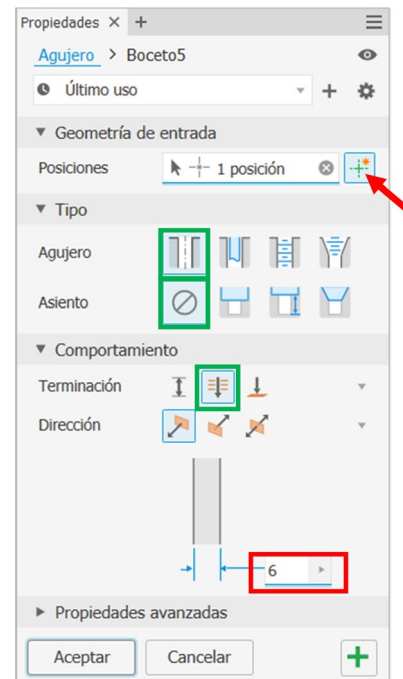 Propiedades × +
Agujero > Boceto5
Último uso
Geometría de entrada
Posiciones 1 posición
Tipo
Agujero
Asiento
Comportamiento
Terminación
Dirección
6
Propiedades avanzadas
Aceptar Cancelar